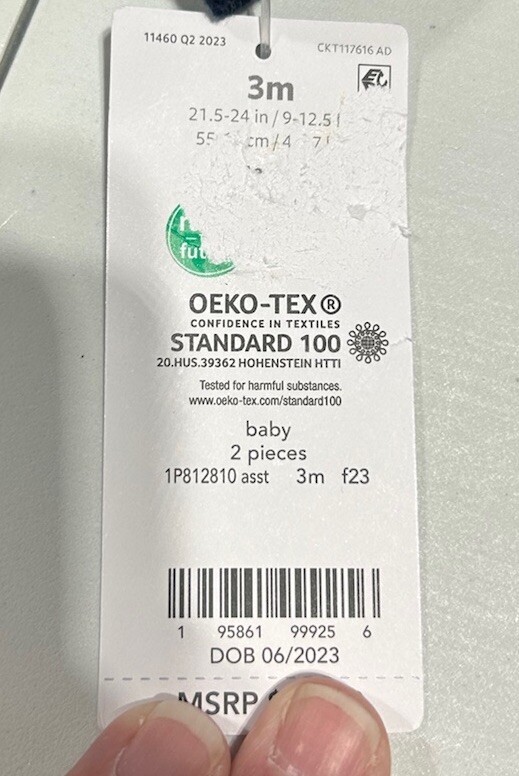 11460 Q2 2023
CKT117616 AD
3m
21.5-24 in / 9-12.5
cm/4
OEKO-TEX®
CONFIDENCE IN TEXTILES
STANDARD 100
20.HUS.39362 HOHENSTEIN HTTI
Tested for harmful substances.
www.oeko-tex.com/standard100
baby
2 pieces
1P812810 asst 3m f23
1 95861 99925 6
DOB 06/2023
MSRP